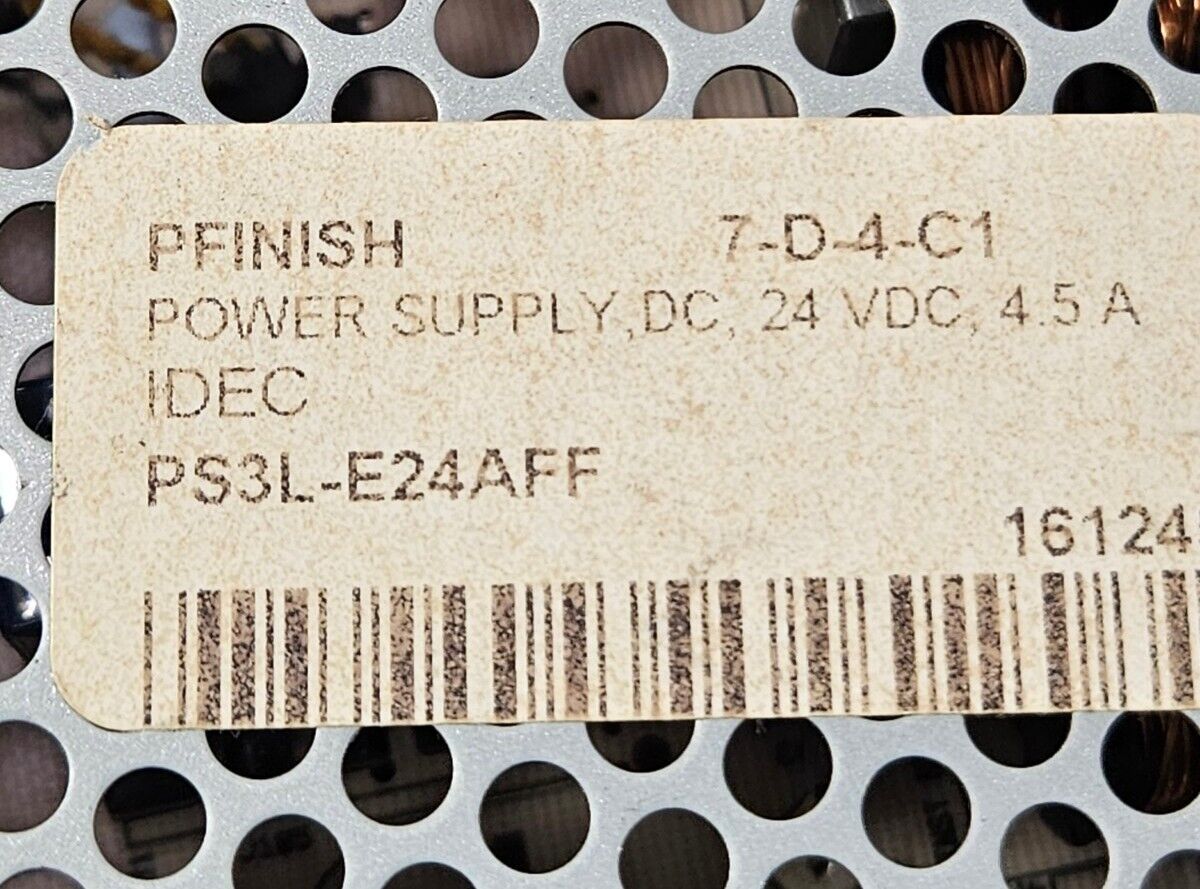 PFINISH 7-D-4-C1
POWER SUPPLY,DC, 24 VDC, 4.5 A
IDEC
PS3L-E24AFF
16124